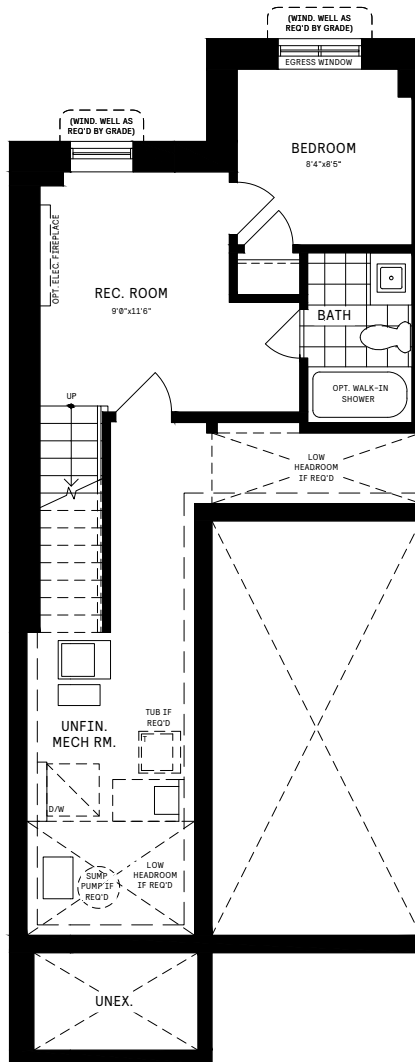 (WIND. WELL AS
REQ'D BY GRADE)
EGRESS WINDOW
(WIND. WELL AS
REQ'D BY GRADE)
BEDROOM
8'4"x8'5"
OPT. ELEC. FIREPLACE
REC. ROOM
9'0"x11'6"
BATH
OPT. WALK-IN
SHOWER
UP
LOW
HEADROOM
IF REQ'D
TUB IF
REQ'D
T
UNFIN.
MECH RM.
D/W
SUMP
PUMP IF
REQ'D
LOW
HEADROOM
IF REQ'D
UNEX.